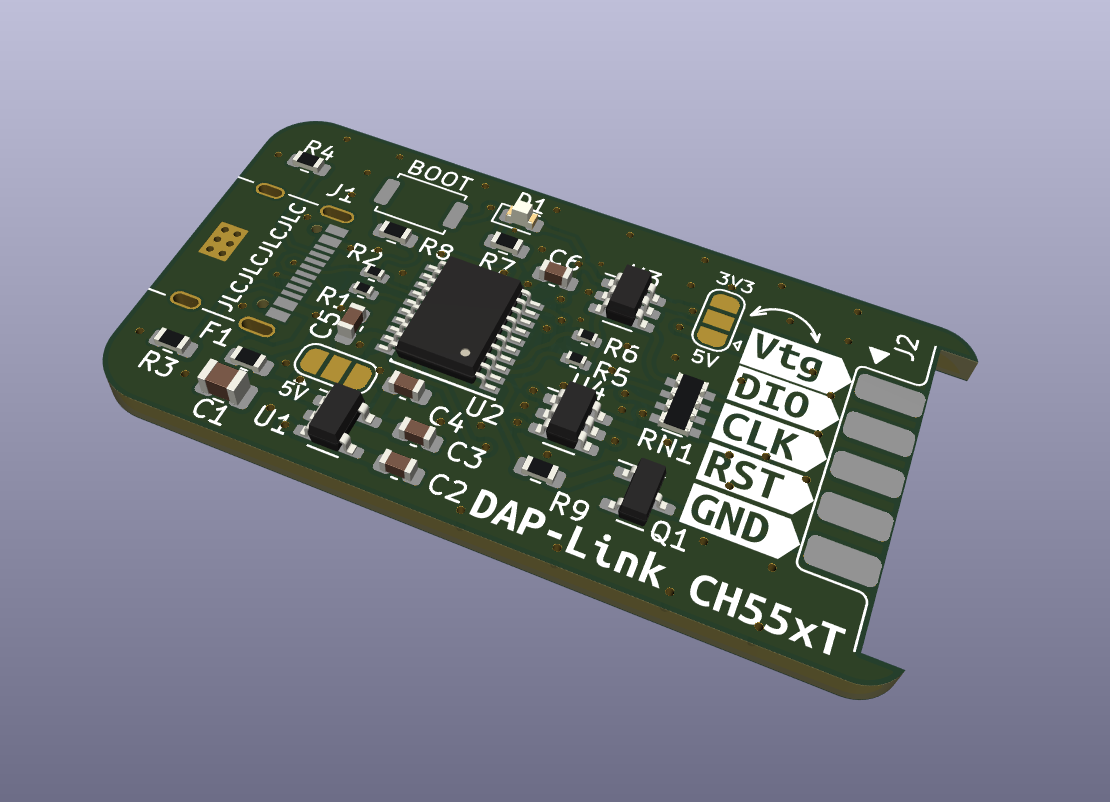 R4
BOOT
D1
J1
JLCJLCJLCJLC
R8
R7
C6
R2
R1
C5
3V3
5V
F1
R3
C1
5V
U1
U2
C4
C3
C2
R6
R5
U4
RN1
R9
Q1
J2
Vtg
DIO
CLK
RST
GND
DAP-Link CH55xT